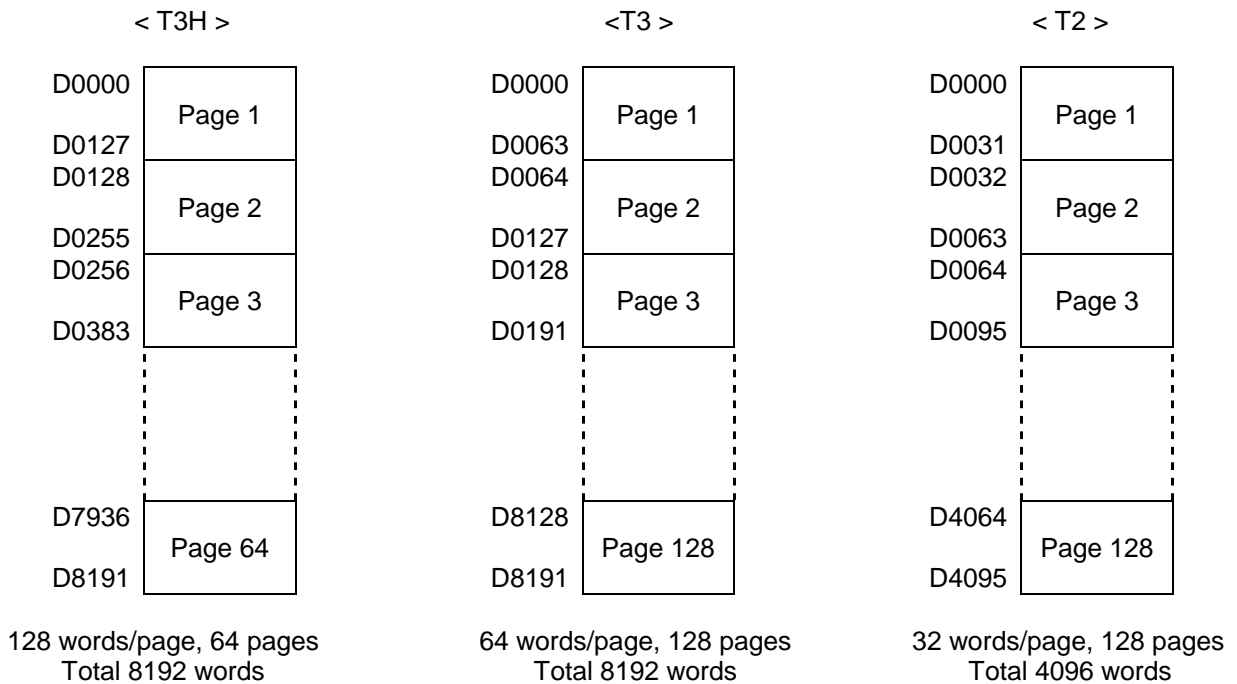 < T3H >
D0000
Page 1
D0127
D0128
Page 2
D0255
D0256
Page 3
D0383
D7936
Page 64
D8191
128 words/page, 64 pages
Total 8192 words
<T3 >
D0000
Page 1
D0063
D0064
Page 2
D0127
D0128
Page 3
D0191
D8128
Page 128
D8191
64 words/page, 128 pages
Total 8192 words
< T2 >
D0000
Page 1
D0031
D0032
Page 2
D0063
D0064
Page 3
D0095
D4064
Page 128
D4095
32 words/page, 128 pages
Total 4096 words